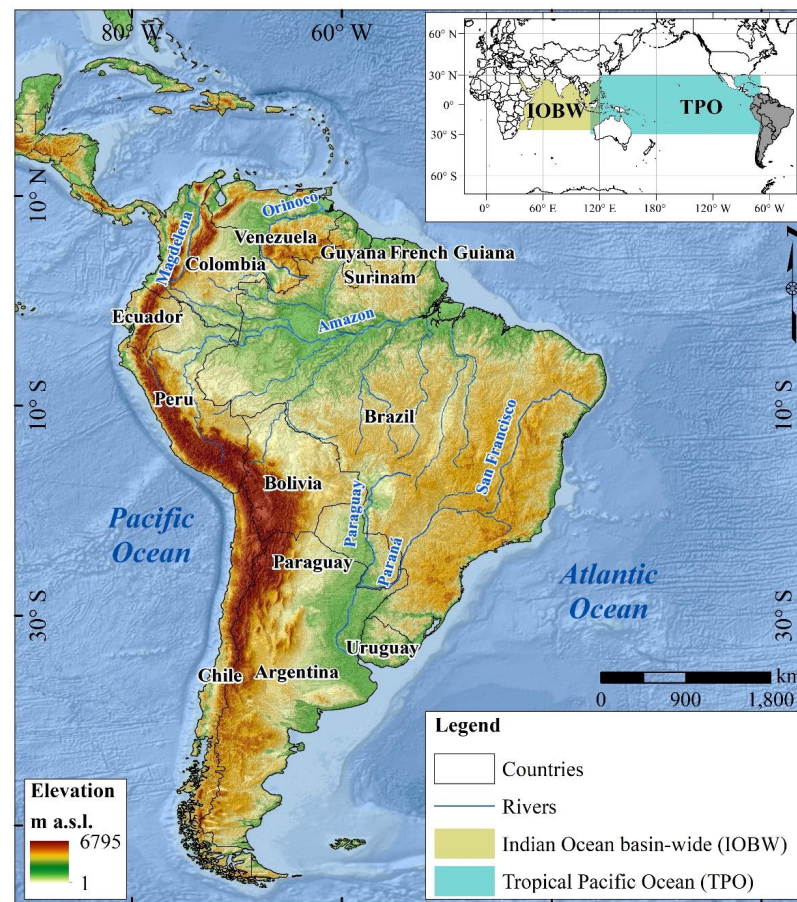 80° W
60° W
60° N
30° N
0°
30° S
60° S
IOBW
TPO
0°
60° E
120° E
180° W
120° W
60° W
10° N
10° N
Orinoco
Magdelena
Venezuela
Guyana French Guiana
Colombia
Surinam
Ecuador
Amazon
10° S
10° S
Peru
Brazil
San Francisco
Bolivia
Paraguay
Pacific
Ocean
Paraná
Paraguay
Atlantic
Ocean
30° S
30° S
Uruguay
Chile
Argentina
km
0
900
1,800
Legend
Countries
Rivers
Indian Ocean basin-wide (IOBW)
Tropical Pacific Ocean (TPO)
Elevation
m a.s.l.
6795
1